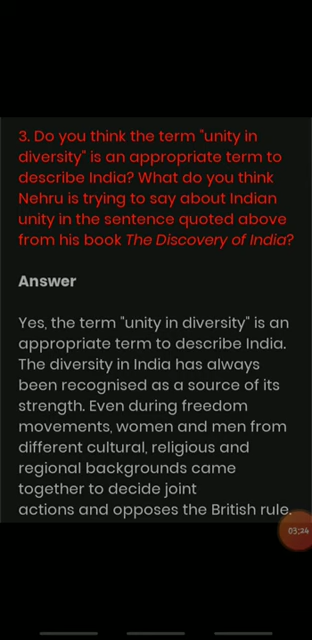 3. Do you think the term "unity in
diversity" is an appropriate term to
describe India? What do you think
Nehru is trying to say about Indian
unity in the sentence quoted above
from his book The Discovery of India?
Answer
Yes, the term "unity in diversity" is an
appropriate term to describe India.
The diversity in India has always
been recognised as a source of its
strength. Even during freedom
movements, women and men from
different cultural, religious and
regional backgrounds came
together to decide joint
actions and opposes the British rule.
03:24